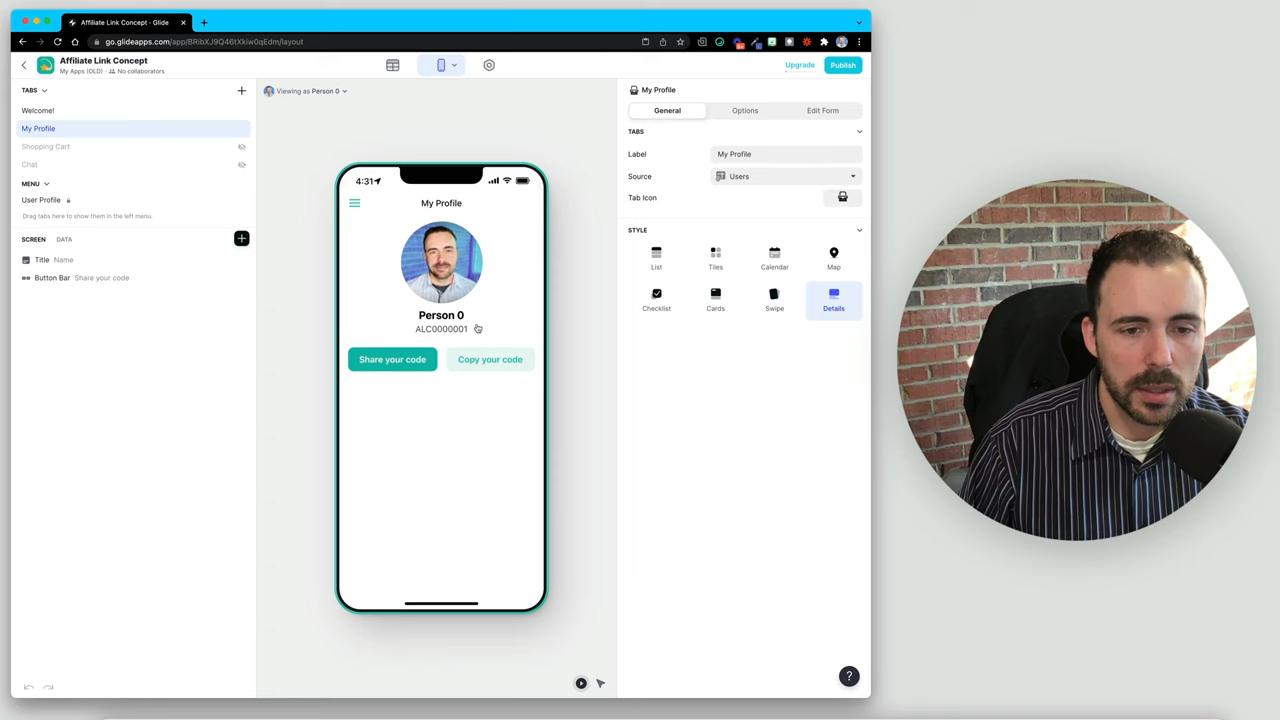 Affiliate Link Concept · Glide
go.glideapps.com/app/BRibXJ9Q46tXkiw0qEdm/layout
Affiliate Link Concept
My Apps (OLD) · No collaborators
Upgrade
Publish
TABS
Welcome!
My Profile
Shopping Cart
Chat
MENU
User Profile
Drag tabs here to show them in the left menu.
SCREEN DATA
Title Name
Button Bar Share your code
Viewing as Person 0
4:31
My Profile
Person 0
ALC0000001
Share your code
Copy your code
My Profile
General
Options
Edit Form
TABS
Label
My Profile
Source
Users
Tab Icon
STYLE
List
Tiles
Calendar
Map
Checklist
Cards
Swipe
Details
?